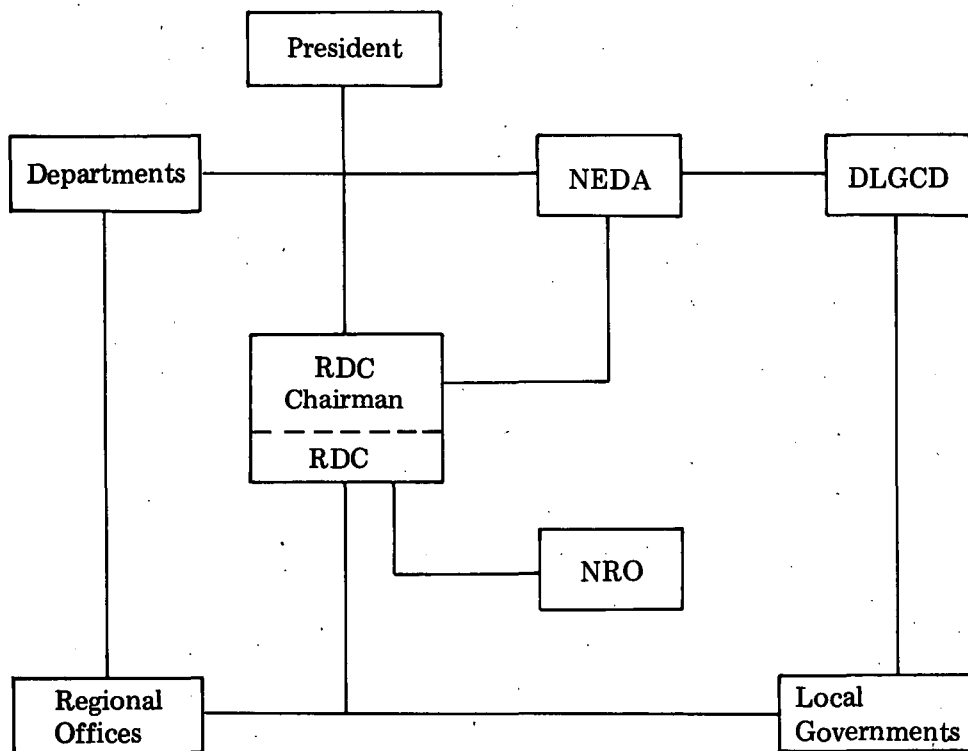 President
Departments
NEDA
DLGCD
RDC
Chairman
RDC
NRO
Regional
Offices
Local
Governments